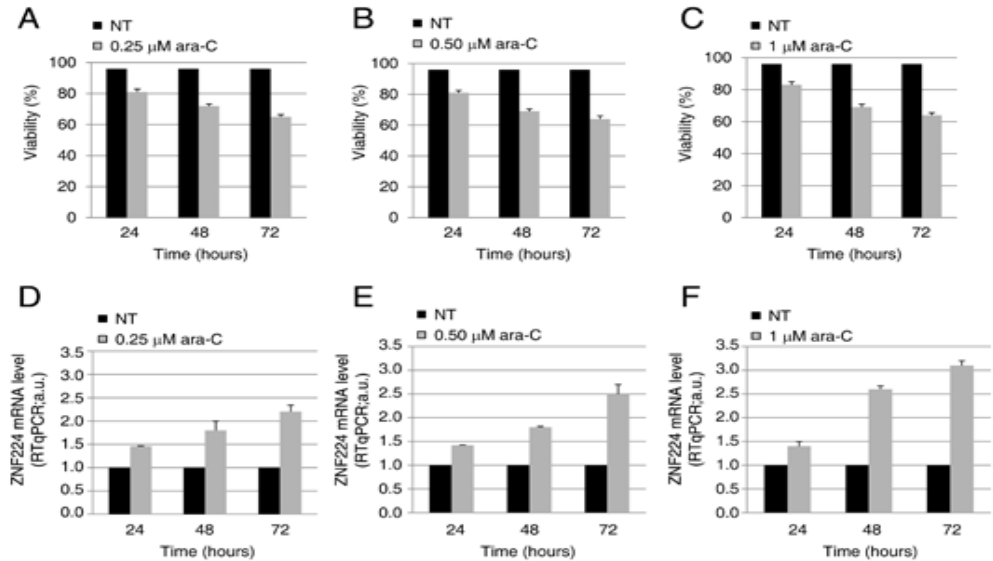 A
NT
0.25 μM ara-C
Viability (%)
100
80
60
40
20
0
24 48 72
Time (hours)
B
NT
0.50 μM ara-C
Viability (%)
100
80
60
40
20
0
24 48 72
Time (hours)
C
NT
1 μM ara-C
Viability (%)
100
80
60
40
20
0
24 48 72
Time (hours)
D
NT
0.25 μM ara-C
ZNF224 mRNA level
(RTqPCR;a.u.)
3.5
3.0
2.5
2.0
1.5
1.0
0.5
0.0
24 48 72
Time (hours)
E
NT
0.50 μM ara-C
ZNF224 mRNA level
(RTqPCR;a.u.)
3.5
3.0
2.5
2.0
1.5
1.0
0.5
0.0
24 48 72
Time (hours)
F
NT
1 μM ara-C
ZNF224 mRNA level
(RTqPCR;a.u.)
3.5
3.0
2.5
2.0
1.5
1.0
0.5
0.0
24 48 72
Time (hours)